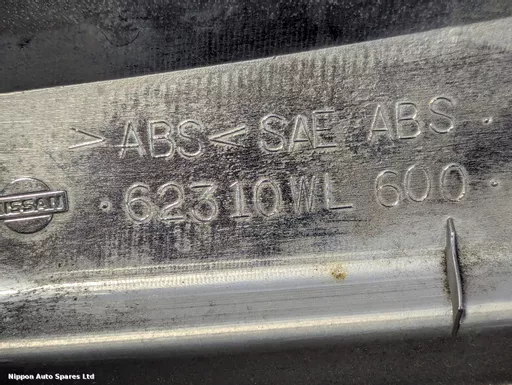 >ABS< SAE ABS.
NISSAN
·62310WL 600·
Nippon Auto Spares Ltd